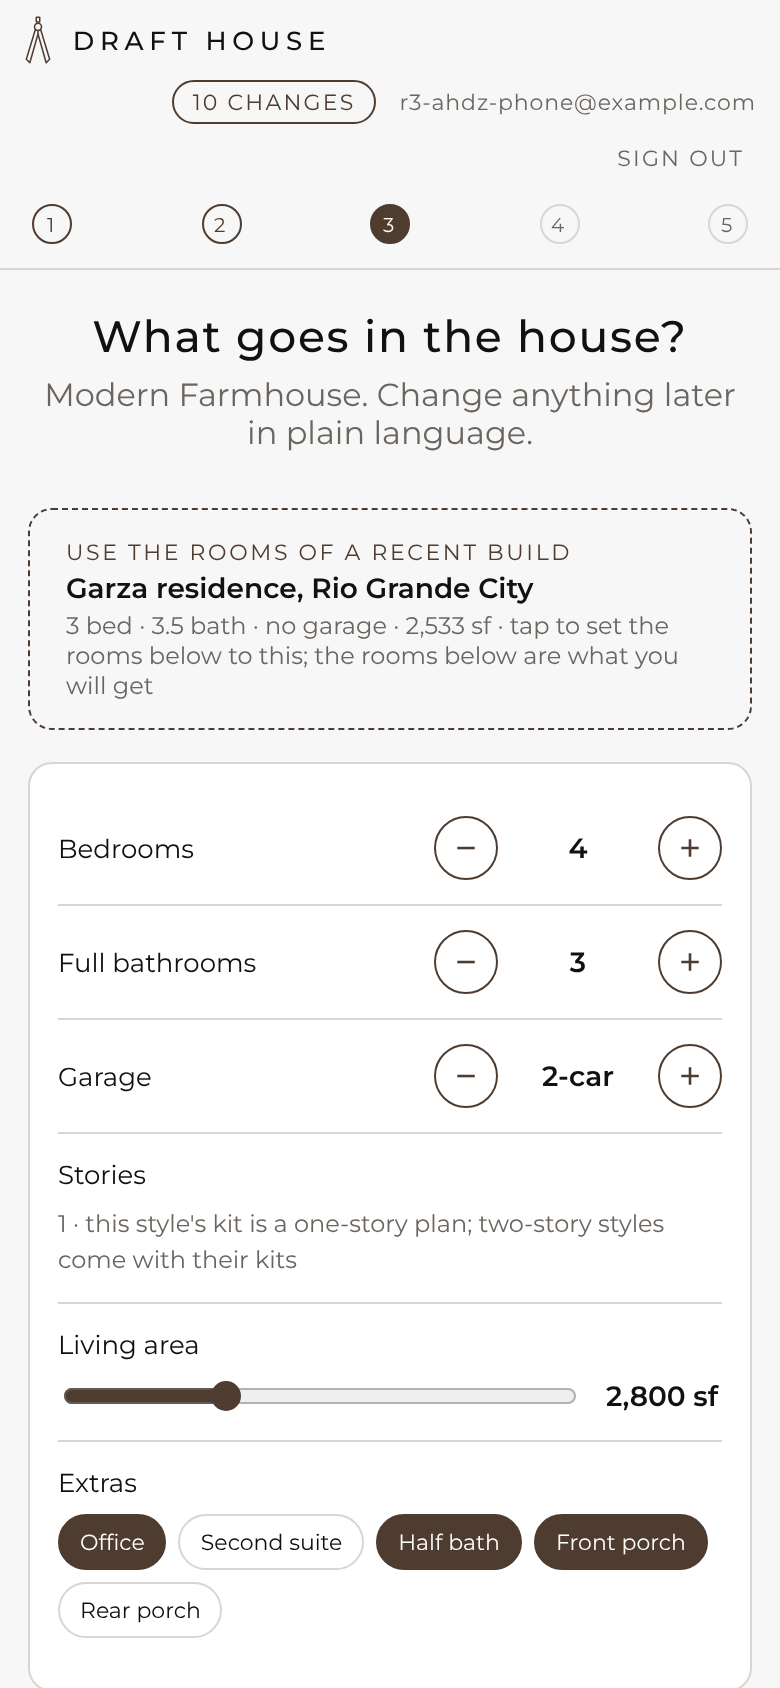 DRAFT HOUSE
10 CHANGES r3-ahdz-phone@example.com
SIGN OUT
1 2 3 4 5
What goes in the house?
Modern Farmhouse. Change anything later
in plain language.
USE THE ROOMS OF A RECENT BUILD
Garza residence, Rio Grande City
3 bed · 3.5 bath · no garage · 2,533 sf · tap to set the
rooms below to this; the rooms below are what you
will get
Bedrooms − 4 +
Full bathrooms − 3 +
Garage − 2-car +
Stories
1 · this style's kit is a one-story plan; two-story styles
come with their kits
Living area
2,800 sf
Extras
Office Second suite Half bath Front porch
Rear porch